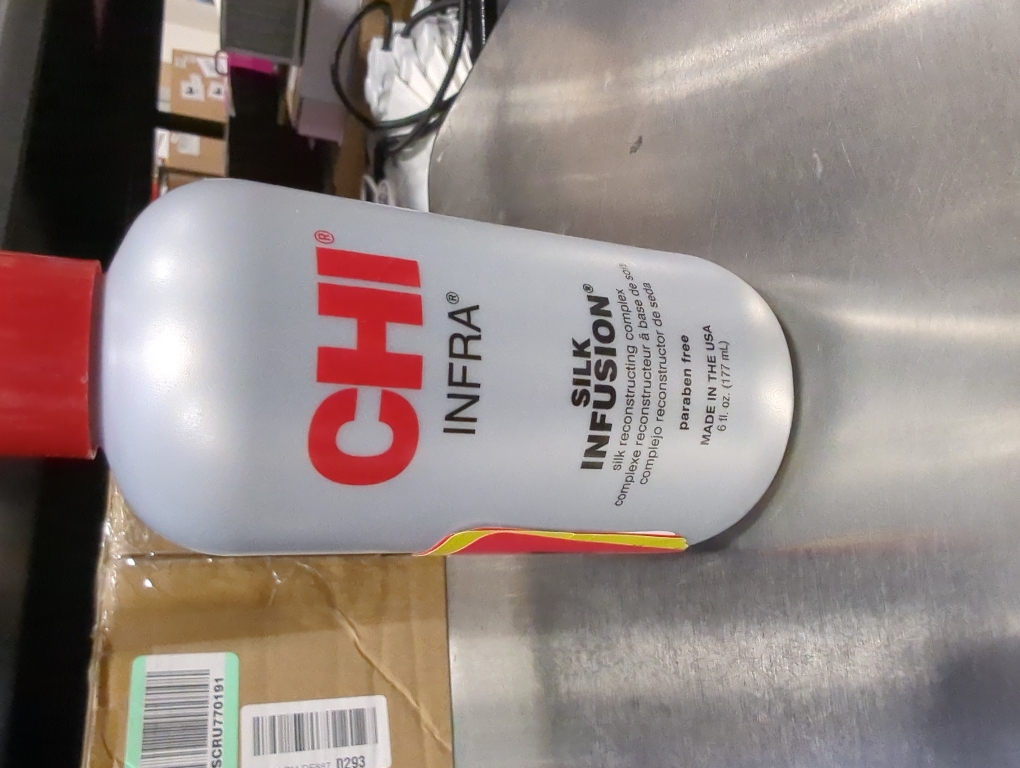 CHI®
INFRA®
SILK
INFUSION®
silk reconstructing complex
complexe reconstructeur à base de soie
complejo reconstructor de seda
paraben free
MADE IN THE USA
6 fl. oz. (177 mL)
SCRU770191
D293